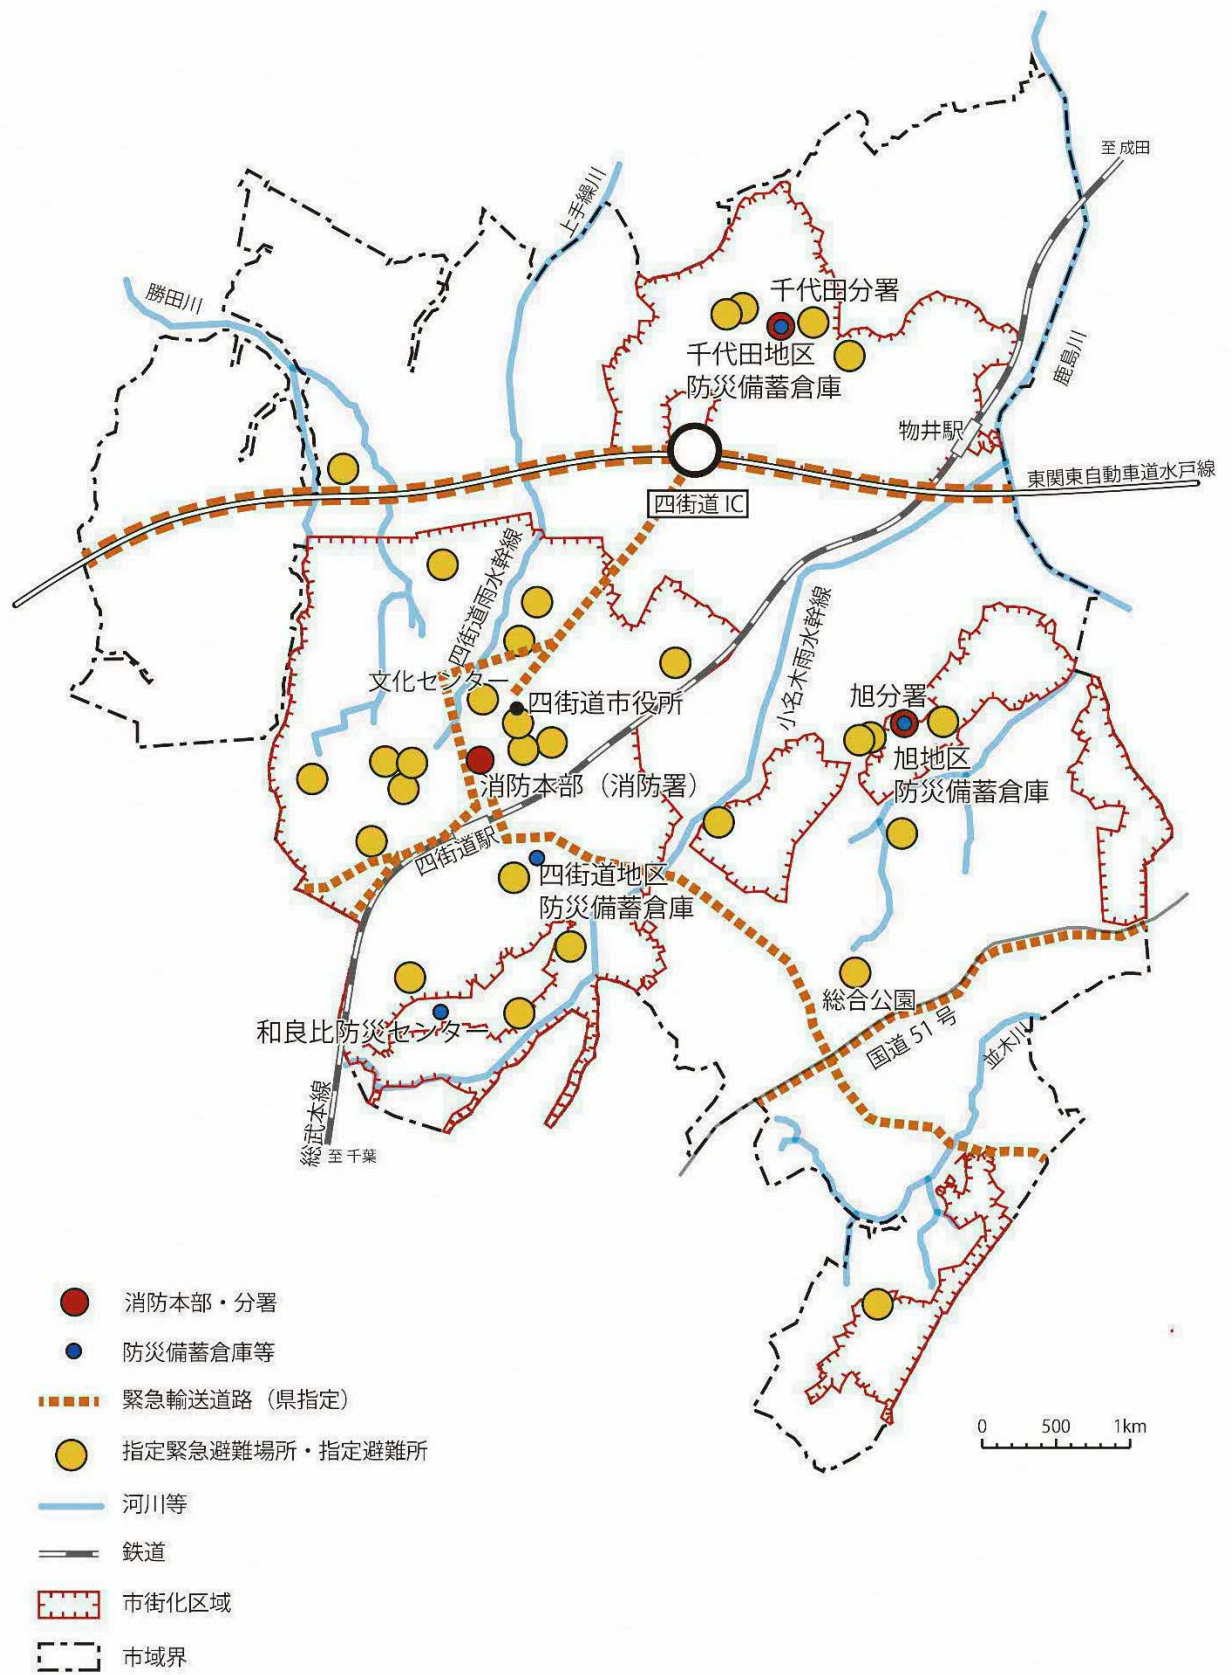 至 成田
上手繰川
勝田川
千代田分署
千代田地区
防災備蓄倉庫
鹿島川
物井駅
東関東自動車道水戸線
四街道 IC
四街道雨水幹線
小名木雨水幹線
文化センター
四街道市役所
旭分署
旭地区
防災備蓄倉庫
消防本部（消防署）
四街道駅
四街道地区
防災備蓄倉庫
総合公園
和良比防災センター
国道 51 号
並木川
総武本線
至 千葉
消防本部・分署
防災備蓄倉庫等
緊急輸送道路（県指定）
指定緊急避難場所・指定避難所
河川等
鉄道
市街化区域
市域界
0 500 1km